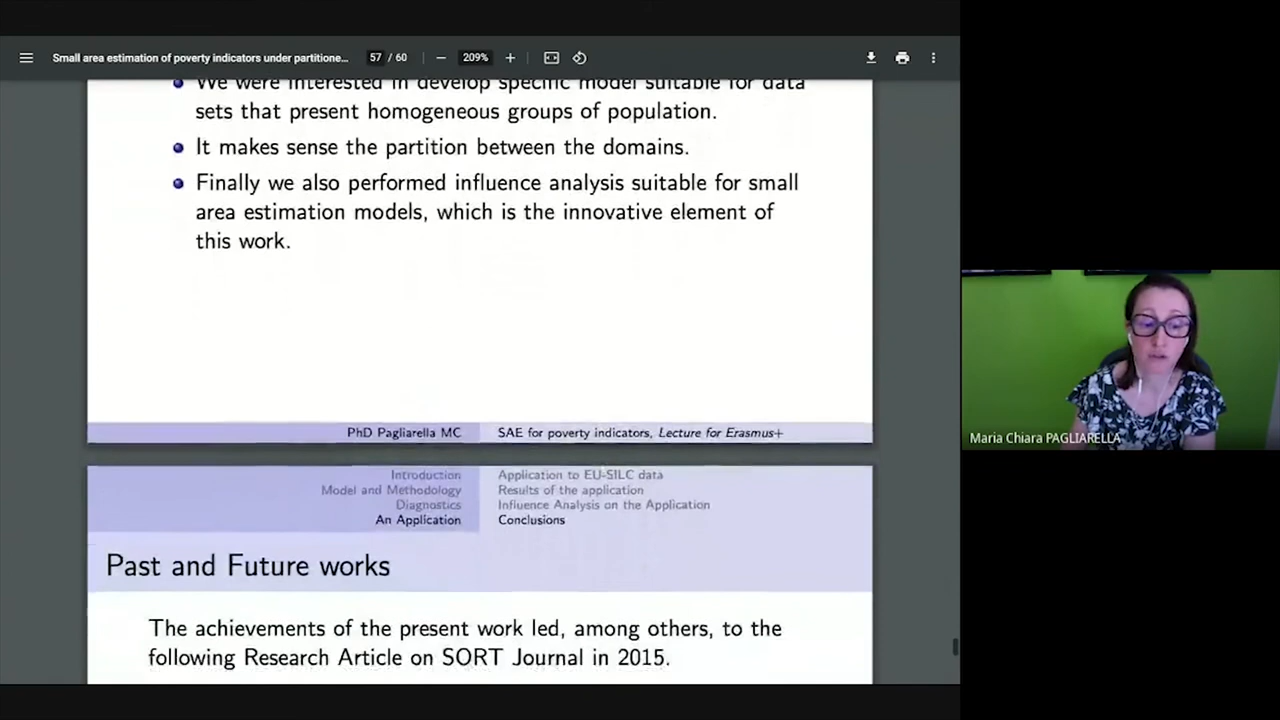 Small area estimation of poverty indicators under partitione...
57 / 60
209%
We were interested in develop specific model suitable for data
sets that present homogeneous groups of population.
It makes sense the partition between the domains.
Finally we also performed influence analysis suitable for small
area estimation models, which is the innovative element of
this work.
PhD Pagliarella MC
SAE for poverty indicators, Lecture for Erasmus+
Introduction
Model and Methodology
Diagnostics
An Application
Application to EU-SILC data
Results of the application
Influence Analysis on the Application
Conclusions
Past and Future works
The achievements of the present work led, among others, to the
following Research Article on SORT Journal in 2015.
Maria Chiara PAGLIARELLA